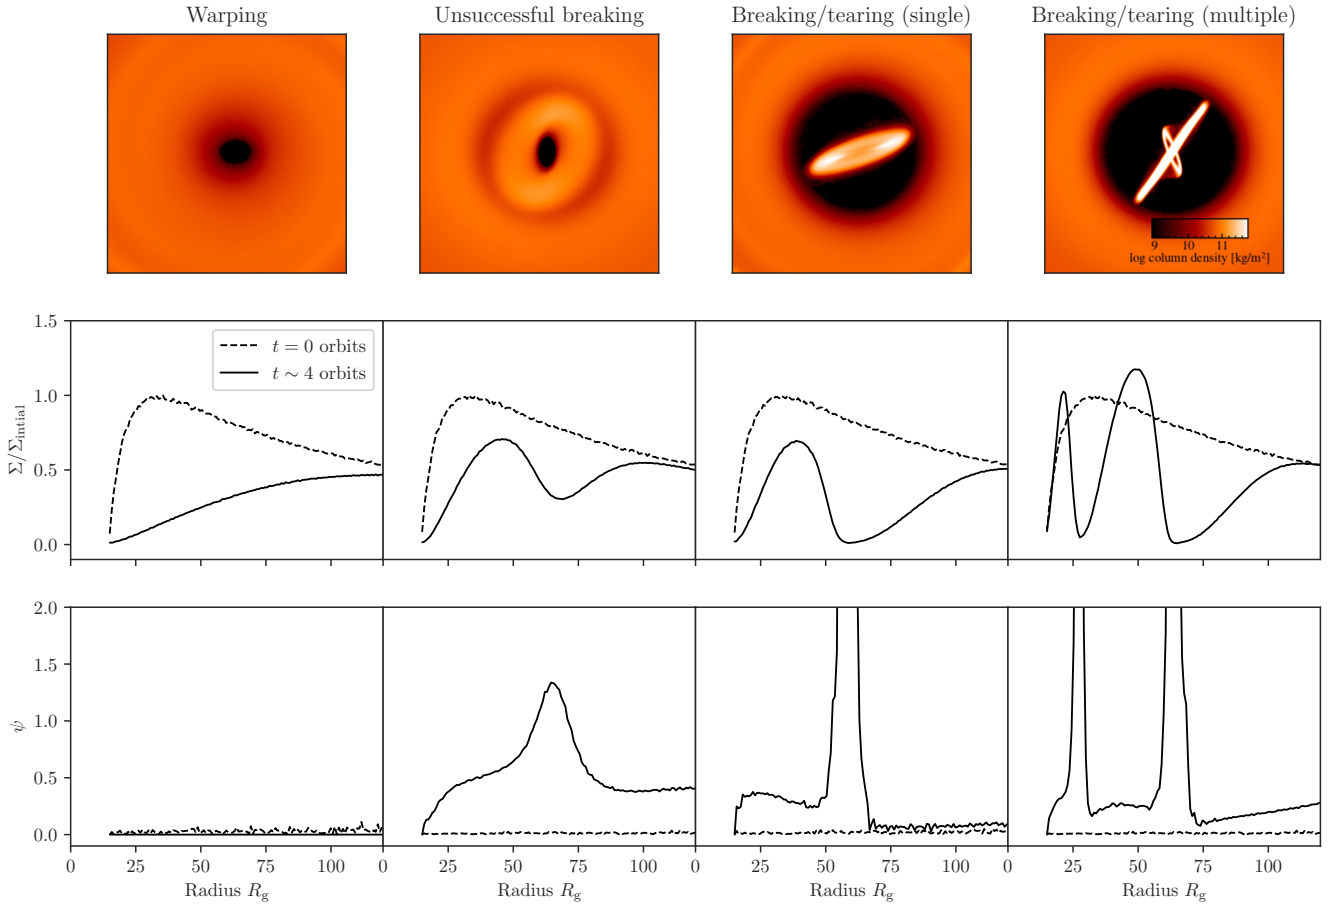 Warping Unsuccessful breaking Breaking/tearing (single) Breaking/tearing (multiple)
9 10 11
log column density [kg/m²]
1.5
1.0
0.5
0.0
Σ/Σintial
t = 0 orbits
t ∼ 4 orbits
2.0
1.5
1.0
0.5
0.0
ψ
0 25 50 75 0 25 50 75 100 25 50 75 100 25 50 75 100
Radius Rg Radius Rg Radius Rg Radius Rg